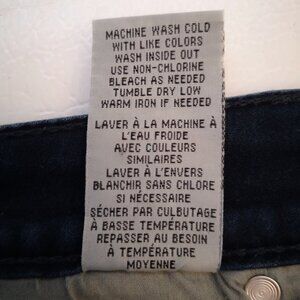 MACHINE WASH COLD
WITH LIKE COLORS
WASH INSIDE OUT
USE NON-CHLORINE
BLEACH AS NEEDED
TUMBLE DRY LOW
WARM IRON IF NEEDED
LAVER À LA MACHINE À
L'EAU FROIDE
AVEC COULEURS
SIMILAIRES
LAVER À L'ENVERS
BLANCHIR SANS CHLORE
SI NÉCESSAIRE
SÉCHER PAR CULBUTAGE
À BASSE TEMPÉRATURE
REPASSER AU BESOIN
À TEMPÉRATURE
MOYENNE